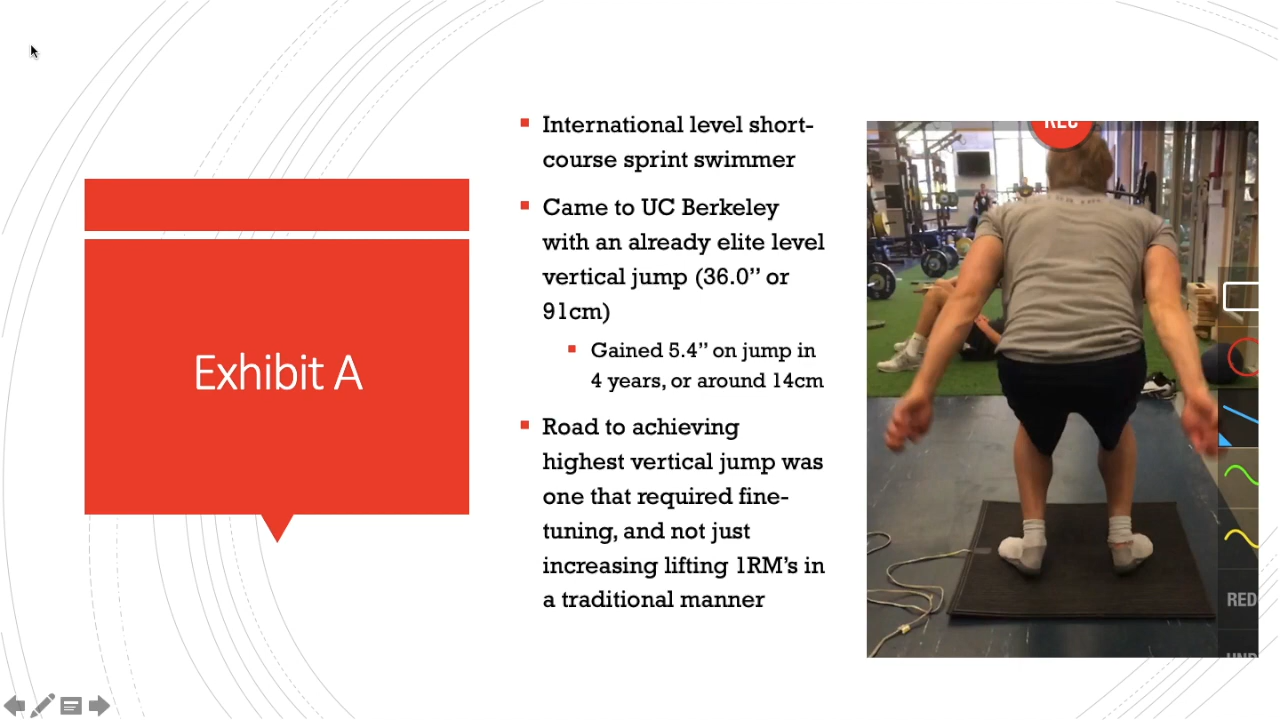 Exhibit A
International level short-
course sprint swimmer
Came to UC Berkeley
with an already elite level
vertical jump (36.0” or
91cm)
Gained 5.4” on jump in
4 years, or around 14cm
Road to achieving
highest vertical jump was
one that required fine-
tuning, and not just
increasing lifting 1RM’s in
a traditional manner
REC
RED